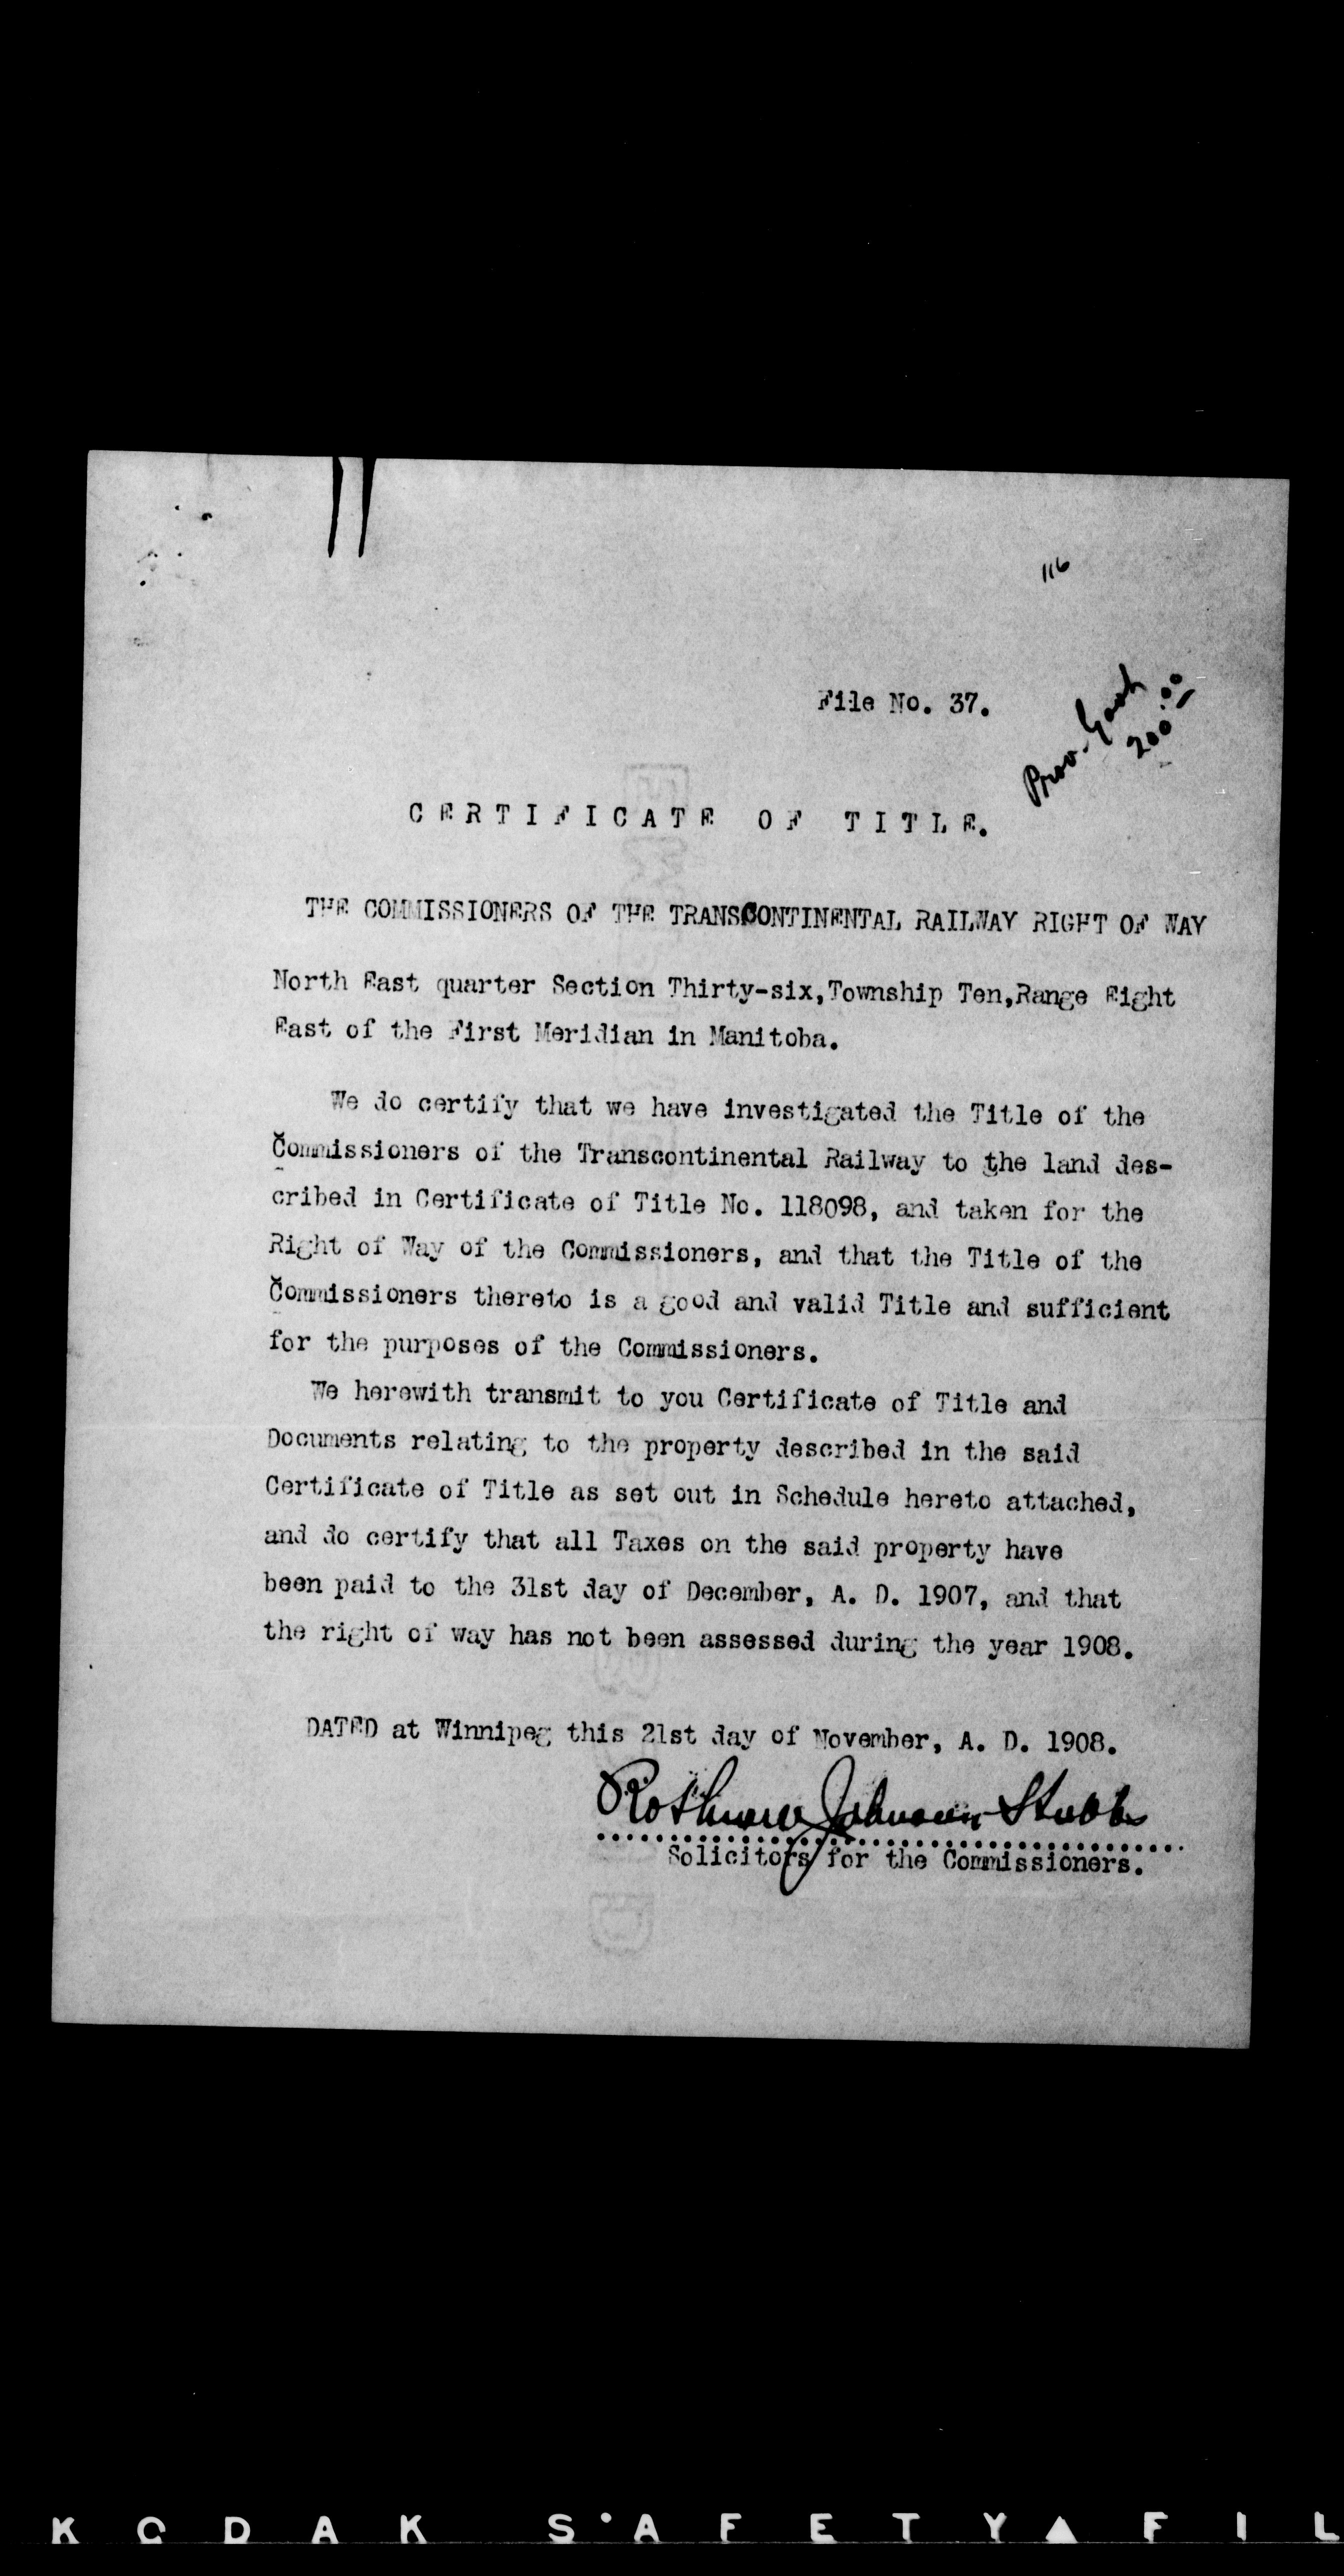 116
File No. 37.
Prov. Govt
200.00
CERTIFICATE OF TITLE.
THE COMMISSIONERS OF THE TRANSCONTINENTAL RAILWAY RIGHT OF WAY
North East quarter Section Thirty-six,Township Ten,Range Eight
East of the First Meridian in Manitoba.
We do certify that we have investigated the Title of the
Commissioners of the Transcontinental Railway to the land des-
cribed in Certificate of Title No. 118098, and taken for the
Right of Way of the Commissioners, and that the Title of the
Commissioners thereto is a good and valid Title and sufficient
for the purposes of the Commissioners.
We herewith transmit to you Certificate of Title and
Documents relating to the property described in the said
Certificate of Title as set out in Schedule hereto attached,
and do certify that all Taxes on the said property have
been paid to the 31st day of December, A. D. 1907, and that
the right of way has not been assessed during the year 1908.
DATED at Winnipeg this 21st day of November, A. D. 1908.
Johnson Stubbs
Solicitors for the Commissioners.
KODAK SAFETY FIL